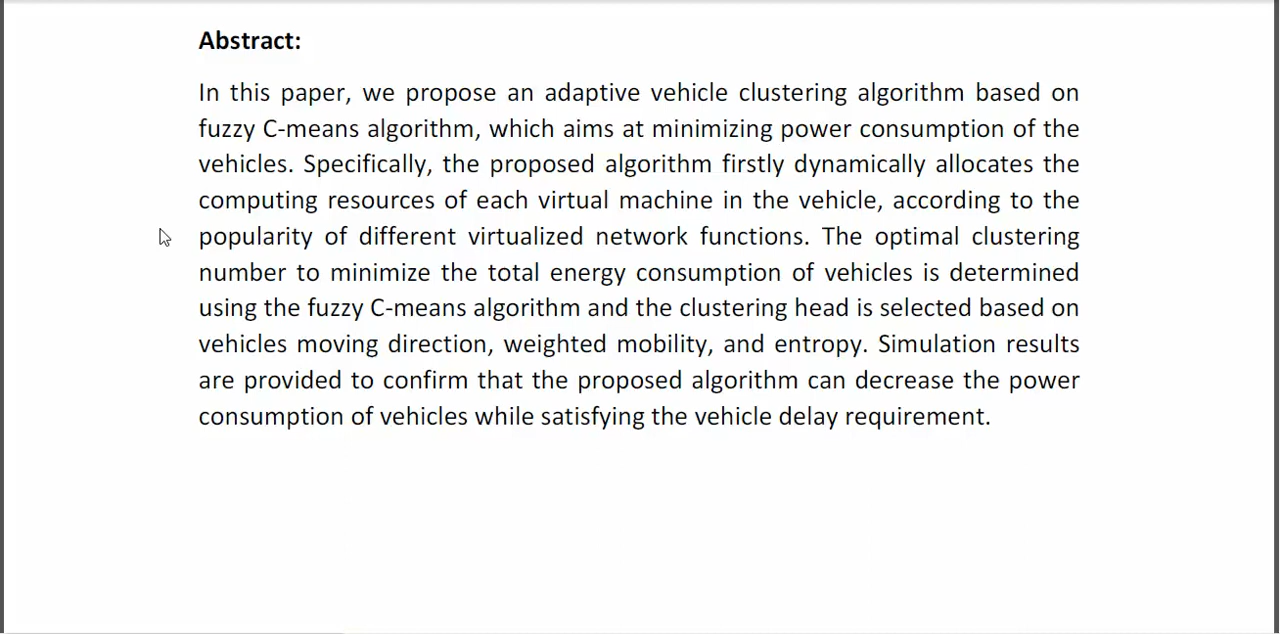 Abstract:
In this paper, we propose an adaptive vehicle clustering algorithm based on
fuzzy C-means algorithm, which aims at minimizing power consumption of the
vehicles. Specifically, the proposed algorithm firstly dynamically allocates the
computing resources of each virtual machine in the vehicle, according to the
popularity of different virtualized network functions. The optimal clustering
number to minimize the total energy consumption of vehicles is determined
using the fuzzy C-means algorithm and the clustering head is selected based on
vehicles moving direction, weighted mobility, and entropy. Simulation results
are provided to confirm that the proposed algorithm can decrease the power
consumption of vehicles while satisfying the vehicle delay requirement.